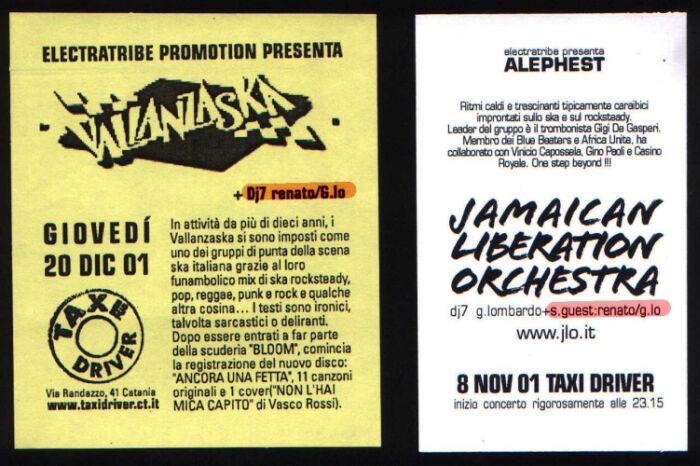 ELECTRATRIBE PROMOTION PRESENTA
VALLANZASKA
+ Dj7 renato/G.lo
GIOVEDÍ
20 DIC 01
TAXE
DRIVER
Via Randazzo, 41 Catania
www.taxidriver.ct.it
In attività da più di dieci anni, i
Vallanzaska si sono imposti come
uno dei gruppi di punta della scena
ska italiana grazie al loro
funambolico mix di ska rocksteady,
pop, reggae, punk e rock e qualche
altra cosina... I testi sono ironici,
talvolta sarcastici o deliranti.
Dopo essere entrati a far parte
della scuderia "BLOOM", comincia
la registrazione del nuovo disco:
"ANCORA UNA FETTA", 11 canzoni
originali e 1 cover("NON L'HAI
MICA CAPITO" di Vasco Rossi).
electratribe presenta
ALEPHEST
Ritmi caldi e trascinanti tipicamente caraibici
improntati sullo ska e sul rocksteady.
Leader del gruppo è il trombonista Gigi De Gaspari.
Membro dei Blue Beaters e Africa Unite, ha
collaborato con Vinicio Capossela, Gino Paoli e Casino
Royale. One step beyond !!!
JAMAICAN
LIBERATION
ORCHESTRA
dj7 g.lombardo+s.guest:renato/g.lo
www.jlo.it
8 NOV 01 TAXI DRIVER
inizio concerto rigorosamente alle 23.15